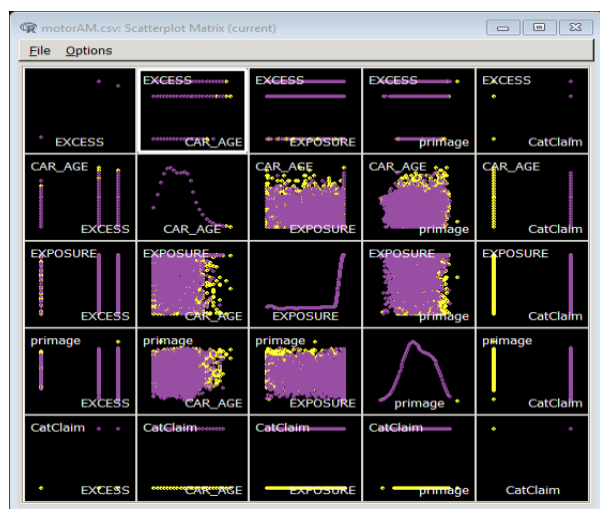 motorAM.csv: Scatterplot Matrix (current)
File Options
EXCESS
EXCESS CAR_AGE
EXCESS EXPOSURE
EXCESS primage
EXCESS CatClaim
CAR_AGE EXCESS
CAR_AGE
CAR_AGE EXPOSURE
CAR_AGE primage
CAR_AGE CatClaim
EXPOSURE EXCESS
EXPOSURE CAR_AGE
EXPOSURE
EXPOSURE primage
EXPOSURE CatClaim
primage EXCESS
primage CAR_AGE
primage EXPOSURE
primage
primage CatClaim
CatClaim EXCESS
CatClaim CAR_AGE
CatClaim EXPOSURE
CatClaim primage
CatClaim